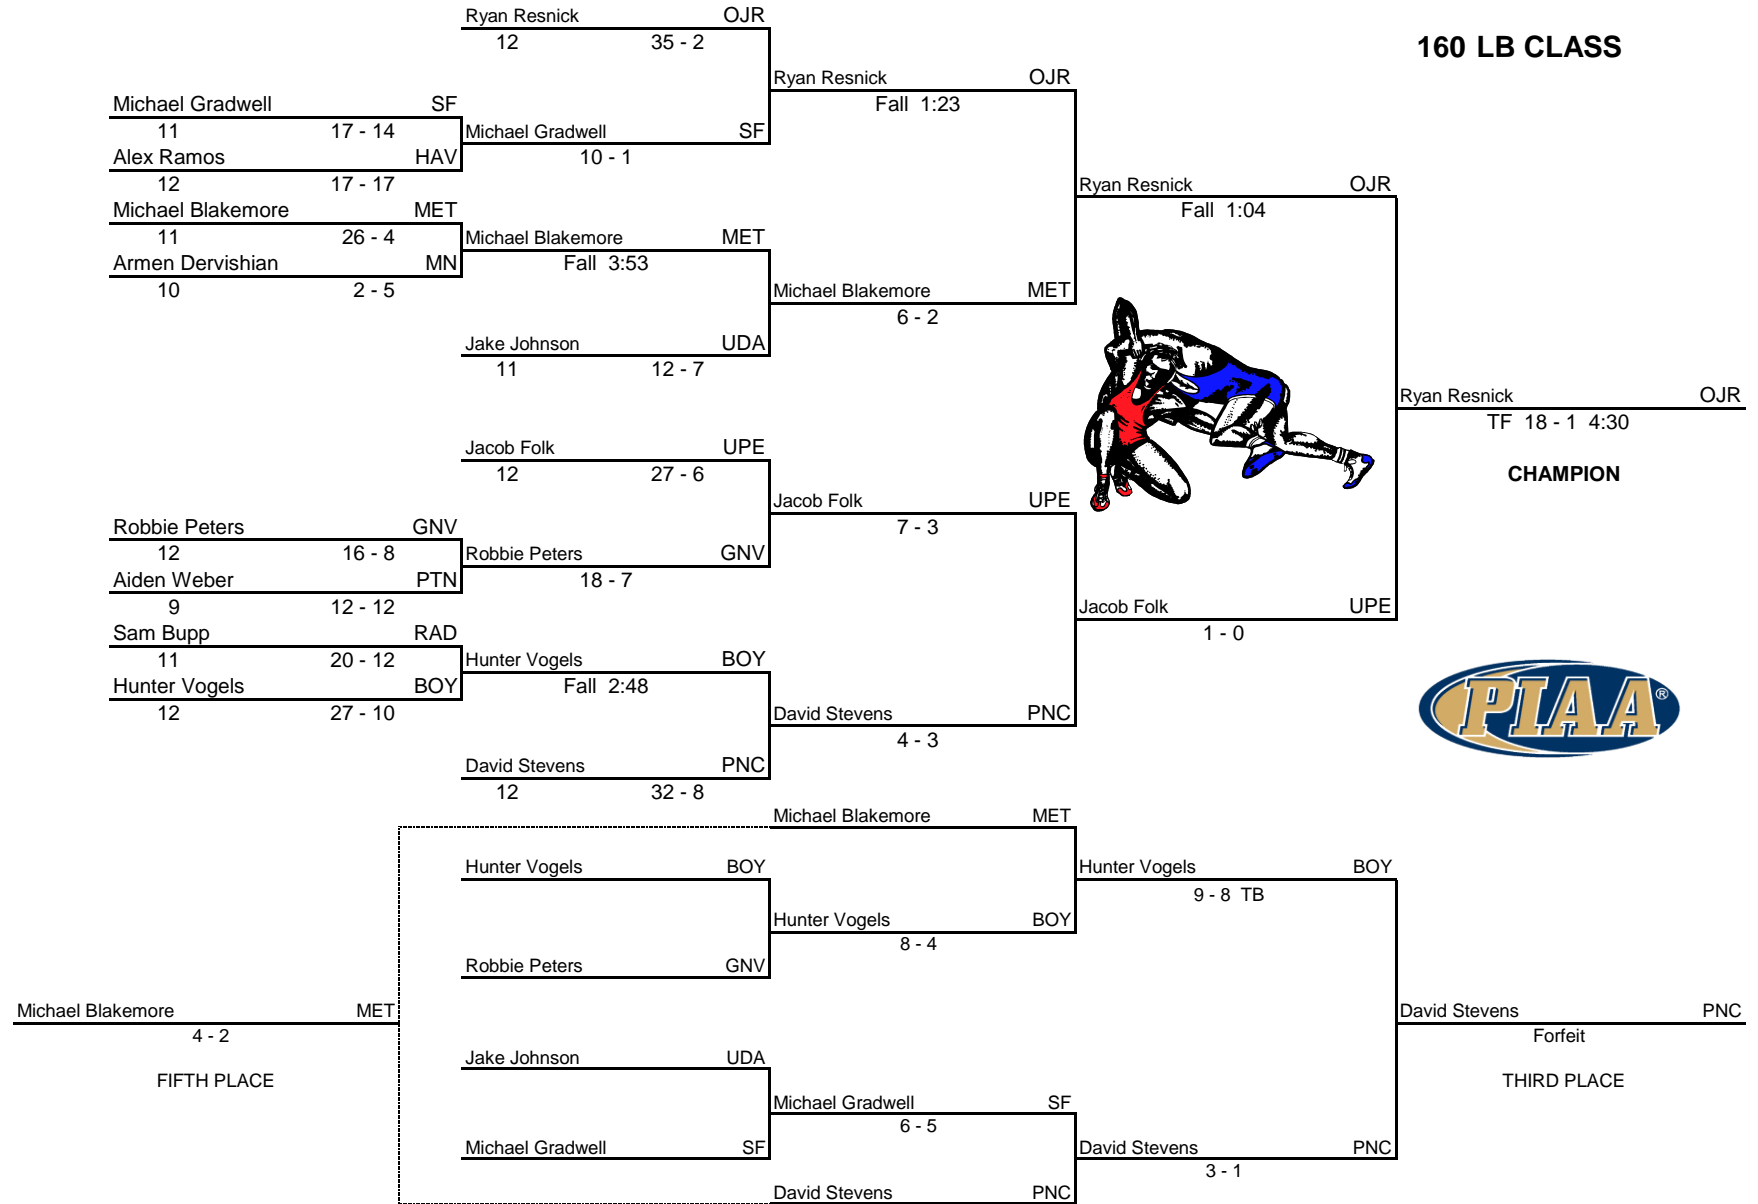 Ryan Resnick OJR
12 35 - 2
160 LB CLASS
Ryan Resnick OJR
Fall 1:23
Michael Gradwell SF
11 17 - 14
Michael Gradwell SF
10 - 1
Alex Ramos HAV
12 17 - 17
Ryan Resnick OJR
Fall 1:04
Michael Blakemore MET
11 26 - 4
Michael Blakemore MET
Fall 3:53
Armen Dervishian MN
10 2 - 5
Michael Blakemore MET
6 - 2
Jake Johnson UDA
11 12 - 7
Ryan Resnick OJR
TF 18 - 1 4:30
CHAMPION
Jacob Folk UPE
12 27 - 6
Jacob Folk UPE
7 - 3
Robbie Peters GNV
12 16 - 8
Robbie Peters GNV
18 - 7
Aiden Weber PTN
9 12 - 12
Jacob Folk UPE
1 - 0
Sam Bupp RAD
11 20 - 12
Hunter Vogels BOY
Fall 2:48
Hunter Vogels BOY
12 27 - 10
David Stevens PNC
4 - 3
PIAA®
David Stevens PNC
12 32 - 8
Michael Blakemore MET
Hunter Vogels BOY
Hunter Vogels BOY
9 - 8 TB
Hunter Vogels BOY
8 - 4
Robbie Peters GNV
Michael Blakemore MET
4 - 2
FIFTH PLACE
David Stevens PNC
Forfeit
THIRD PLACE
Jake Johnson UDA
Michael Gradwell SF
6 - 5
Michael Gradwell SF
David Stevens PNC
3 - 1
David Stevens PNC